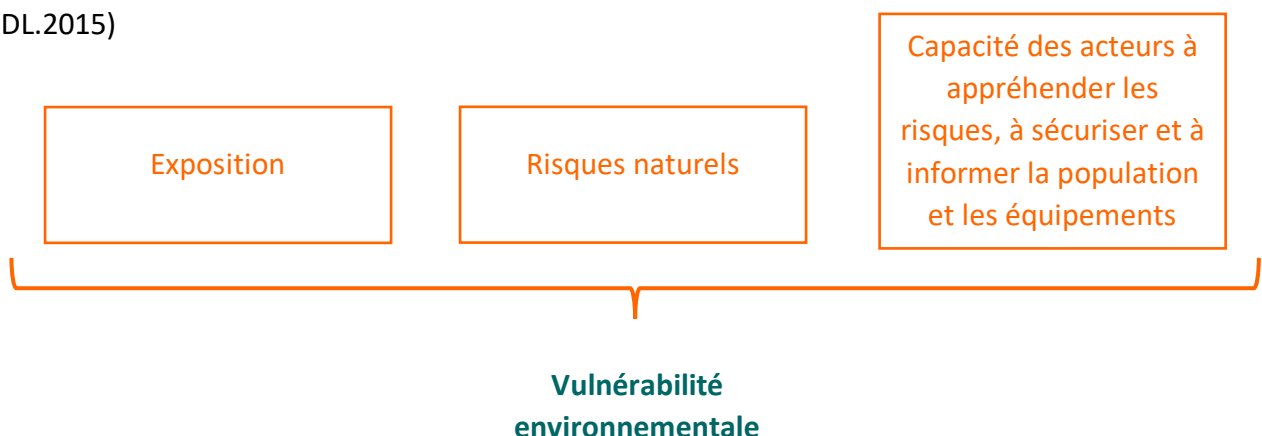 DL.2015)
Exposition
Risques naturels
Capacité des acteurs à
appréhender les
risques, à sécuriser et à
informer la population
et les équipements
Vulnérabilité
environnementale